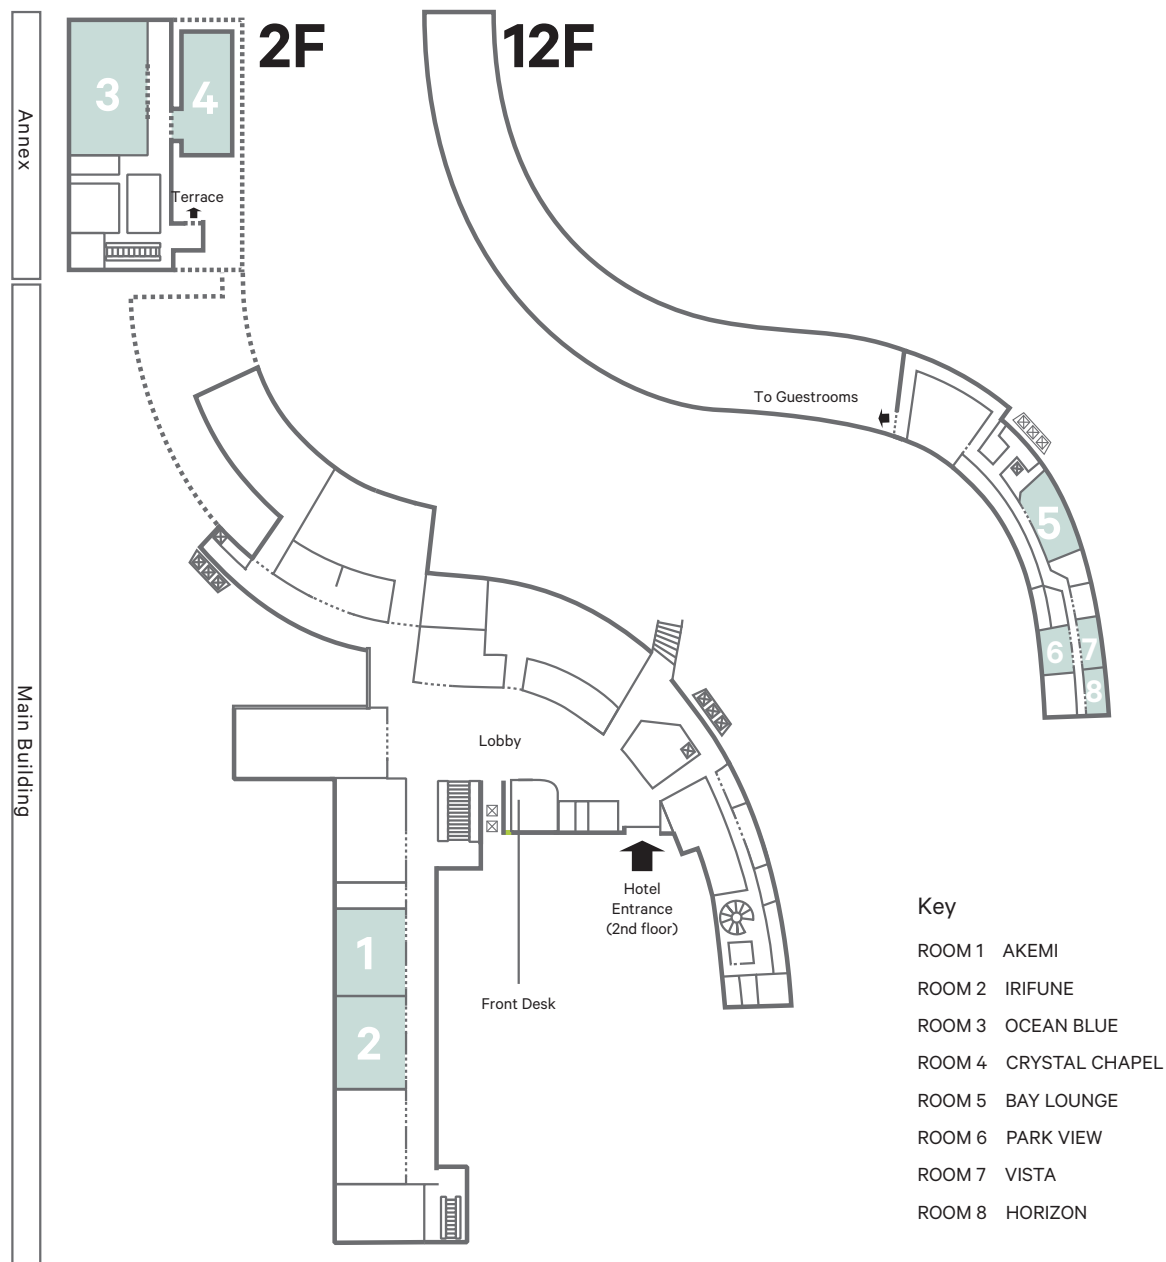 2F
12F
Annex
3
4
Terrace
To Guestrooms
5
6
7
8
Main Building
Lobby
Hotel
Entrance
(2nd floor)
Front Desk
1
2
Key
ROOM 1 AKEMI
ROOM 2 IRIFUNE
ROOM 3 OCEAN BLUE
ROOM 4 CRYSTAL CHAPEL
ROOM 5 BAY LOUNGE
ROOM 6 PARK VIEW
ROOM 7 VISTA
ROOM 8 HORIZON